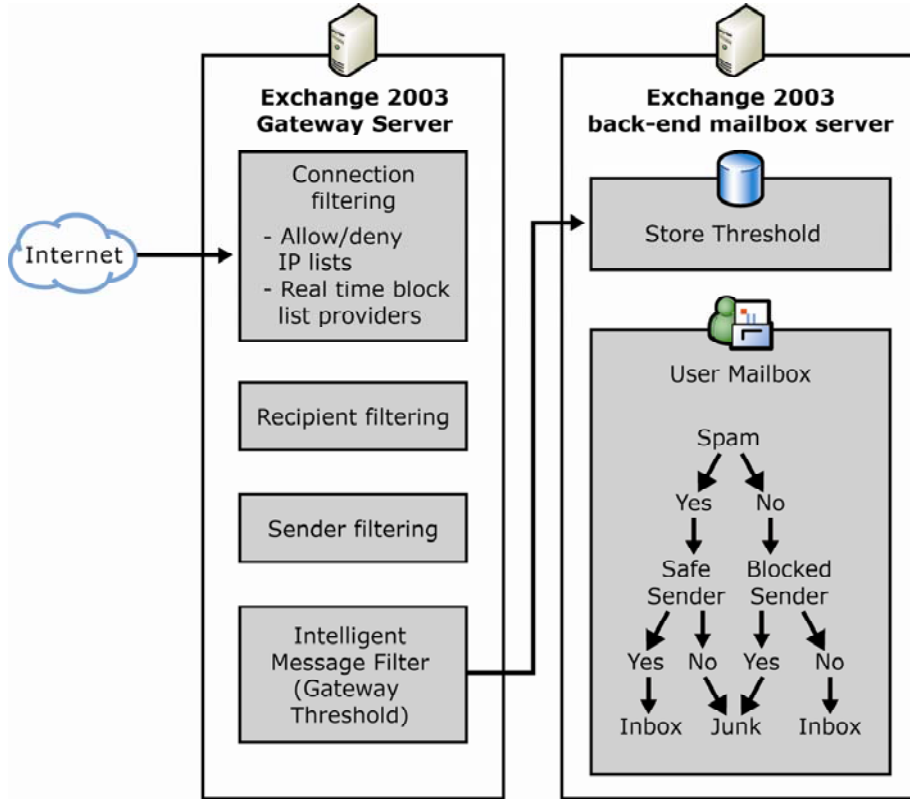 Internet
Exchange 2003
Gateway Server
Connection
filtering
- Allow/deny
IP lists
- Real time block
list providers
Recipient filtering
Sender filtering
Intelligent
Message Filter
(Gateway
Threshold)
Exchange 2003
back-end mailbox server
Store Threshold
User Mailbox
Spam
Yes No
Safe Blocked
Sender Sender
Yes No Yes No
Inbox Junk Inbox